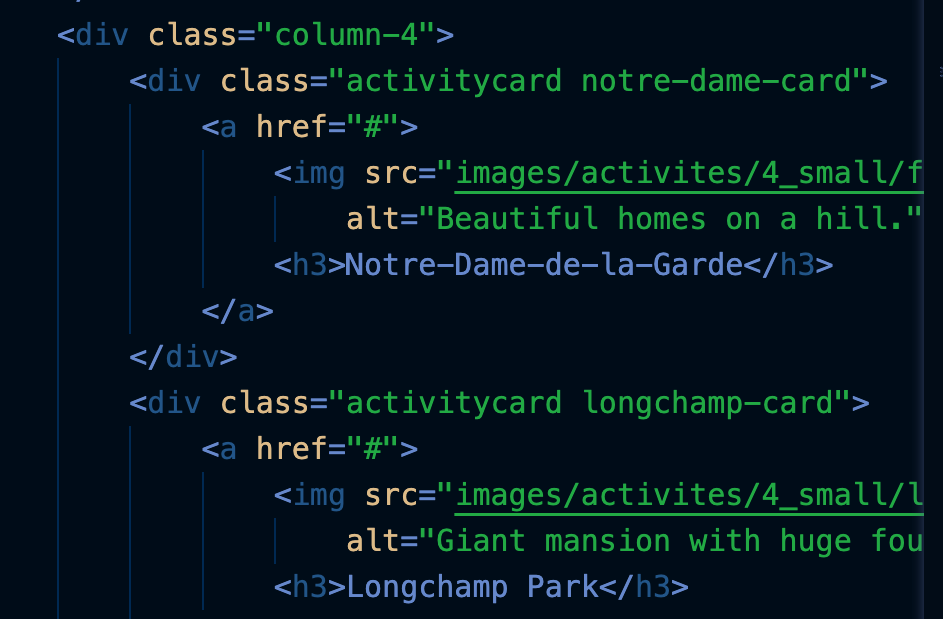 <div class="column-4">
<div class="activitycard notre-dame-card">
<a href="#">
<img src="images/activites/4_small/f
alt="Beautiful homes on a hill."
<h3>Notre-Dame-de-la-Garde</h3>
</a>
</div>
<div class="activitycard longchamp-card">
<a href="#">
<img src="images/activites/4_small/l
alt="Giant mansion with huge fou
<h3>Longchamp Park</h3>